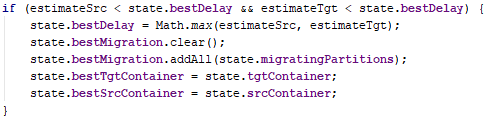 if (estimateSrc < state.bestDelay && estimateTgt < state.bestDelay) {
    state.bestDelay = Math.max(estimateSrc, estimateTgt);
    state.bestMigration.clear();
    state.bestMigration.addAll(state.migratingPartitions);
    state.bestTgtContainer = state.tgtContainer;
    state.bestSrcContainer = state.srcContainer;
}